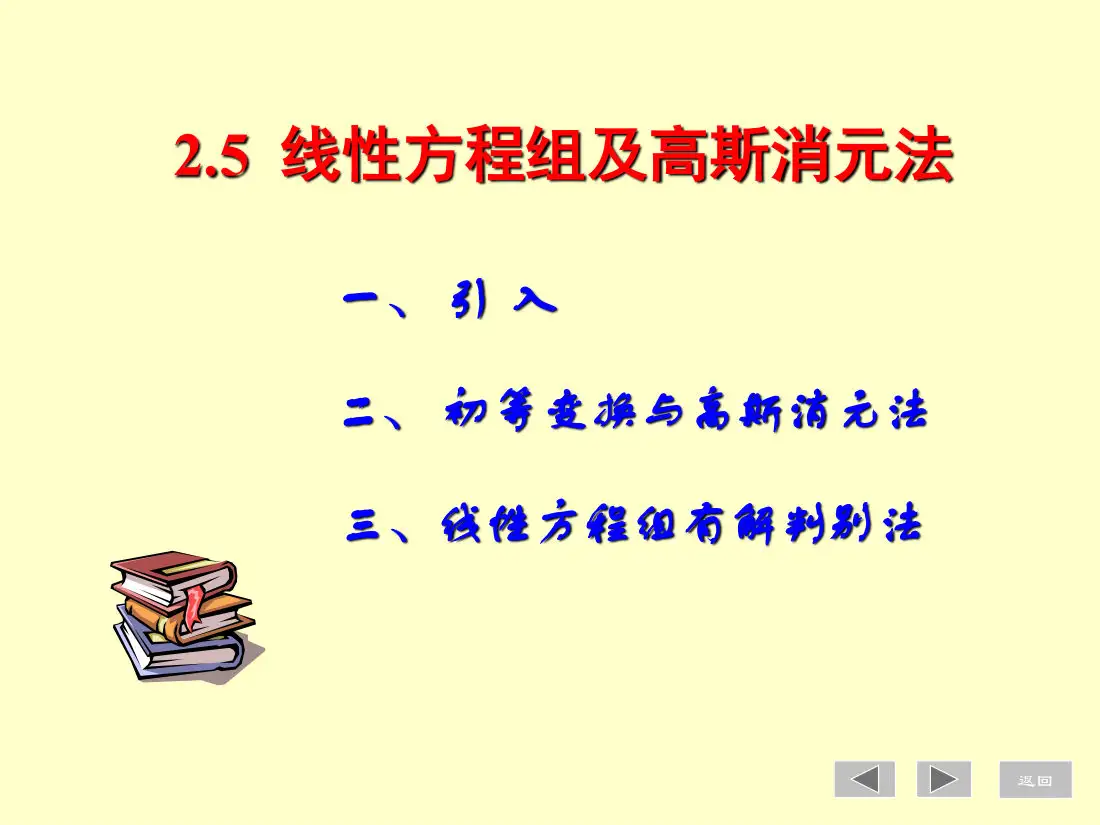 2.5 线性方程组及高斯消元法
一、 引 入
二、 初等变换与高斯消元法
三、线性方程组有解判别法
返回